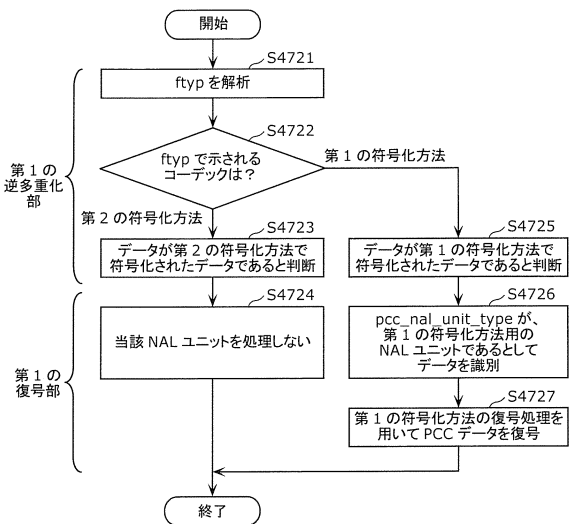 開始
S4721
ftyp を解析
S4722
ftyp で示される
コーデックは?
第1の符号化方法
第1の
逆多重化
部
第2の符号化方法
S4723
データが第2の符号化方法で
符号化されたデータであると判断
S4725
データが第1の符号化方法で
符号化されたデータであると判断
S4724
当該 NAL ユニットを処理しない
S4726
pcc_nal_unit_type が、
第1の符号化方法用の
NAL ユニットであるとして
データを識別
第1の
復号部
S4727
第1の符号化方法の復号処理を
用いて PCC データを復号
終了